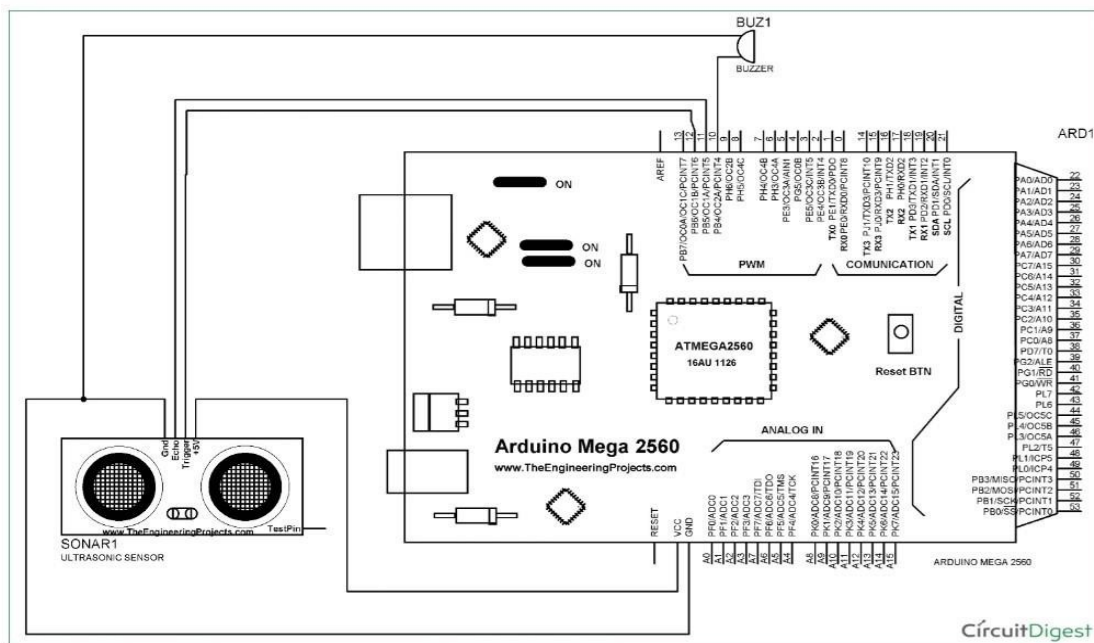 BUZ1
BUZZER
ARD1
AREF
13
12
11
10
9
8
7
6
5
4
3
2
1
0
14
15
16
17
18
19
20
21
PB7/OC0A/OC1C/PCINT7
PB6/OC1B/PCINT6
PB5/OC1A/PCINT5
PB4/OC2A/PCINT4
PH6/OC2B
PH5/OC4C
PH4/OC4B
PH3/OC4A
PE3/OC3A/AIN1
PG5/OC0B
PE5/OC3C/INT5
PE4/OC3B/INT4
TX0 PE1/TXD0/PDO
RX0 PE0/RXD0/PCINT8
TX3 PJ1/TXD3/PCINT10
RX3 PJ0/RXD3/PCINT9
TX2 PH1/TXD2
RX2 PH0/RXD2
TX1 PD3/TXD1/INT3
RX1 PD2/RXD1/INT2
SDA PD1/SDA/INT1
SCL PD0/SCL/INT0
ON
ON
ON
PWM
COMUNICATION
DIGITAL
PA0/AD0 22
PA1/AD1 23
PA2/AD2 24
PA3/AD3 25
PA4/AD4 26
PA5/AD5 27
PA6/AD6 28
PA7/AD7 29
PC7/A15 30
PC6/A14 31
PC5/A13 32
PC4/A12 33
PC3/A11 34
PC2/A10 35
PC1/A9 36
PC0/A8 37
PD7/T0 38
PG2/ALE 39
PG1/RD 40
PG0/WR 41
PL7 42
PL6 43
PL5/OC5C 44
PL4/OC5B 45
PL3/OC5A 46
PL2/T5 47
PL1/ICP5 48
PL0/ICP4 49
PB3/MISO/PCINT3 50
PB2/MOSI/PCINT2 51
PB1/SCK/PCINT1 52
PB0/SS/PCINT0 53
ATMEGA2560
16AU 1126
Reset BTN
Arduino Mega 2560
www.TheEngineeringProjects.com
ANALOG IN
Gnd
Echo
Trigger
+5V
www.TheEngineeringProjects.com
TestPin
SONAR1
ULTRASONIC SENSOR
RESET
VCC
GND
PF0/ADC0
PF1/ADC1
PF2/ADC2
PF3/ADC3
PF7/ADC7/TDI
PF6/ADC6/TDO
PF5/ADC5/TMS
PF4/ADC4/TCK
PK0/ADC8/PCINT16
PK1/ADC9/PCINT17
PK2/ADC10/PCINT18
PK3/ADC11/PCINT19
PK4/ADC12/PCINT20
PK5/ADC13/PCINT21
PK6/ADC14/PCINT22
PK7/ADC15/PCINT23
A0
A1
A2
A3
A7
A6
A5
A4
A8
A9
A10
A11
A12
A13
A14
A15
ARDUINO MEGA 2560
CircuitDigest